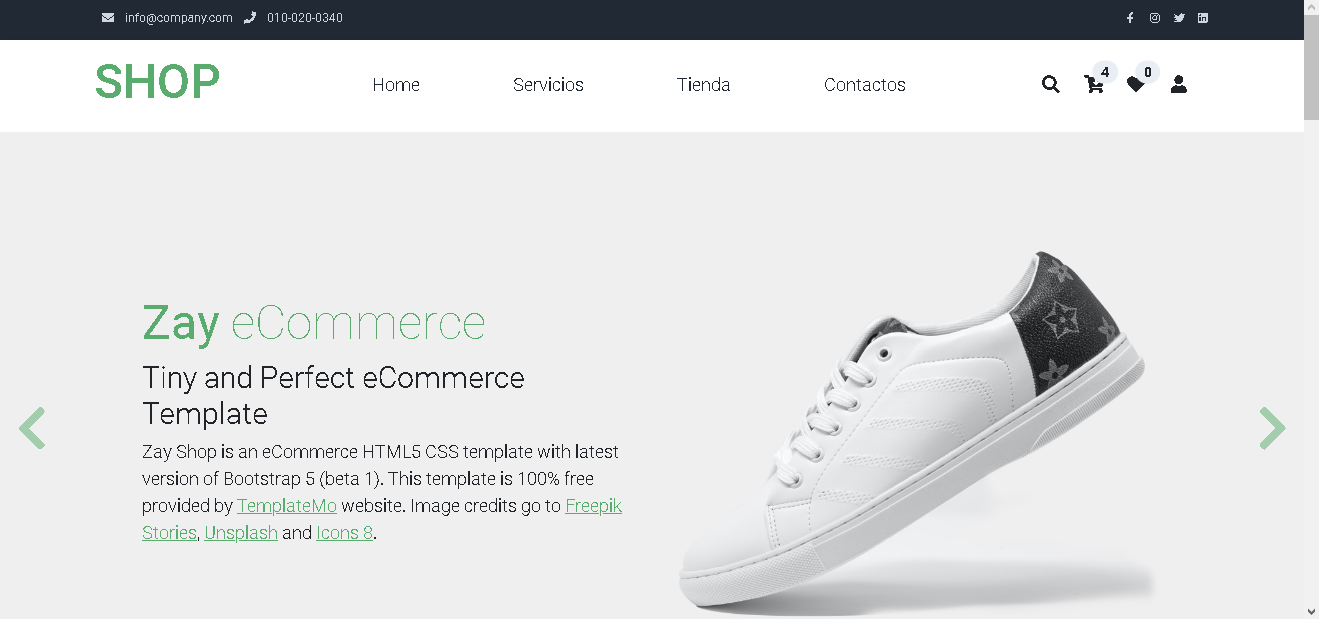 info@company.com 010-020-0340
SHOP Home Servicios Tienda Contactos 4 0
Zay eCommerce
Tiny and Perfect eCommerce
Template
Zay Shop is an eCommerce HTML5 CSS template with latest
version of Bootstrap 5 (beta 1). This template is 100% free
provided by TemplateMo website. Image credits go to Freepik
Stories, Unsplash and Icons 8.